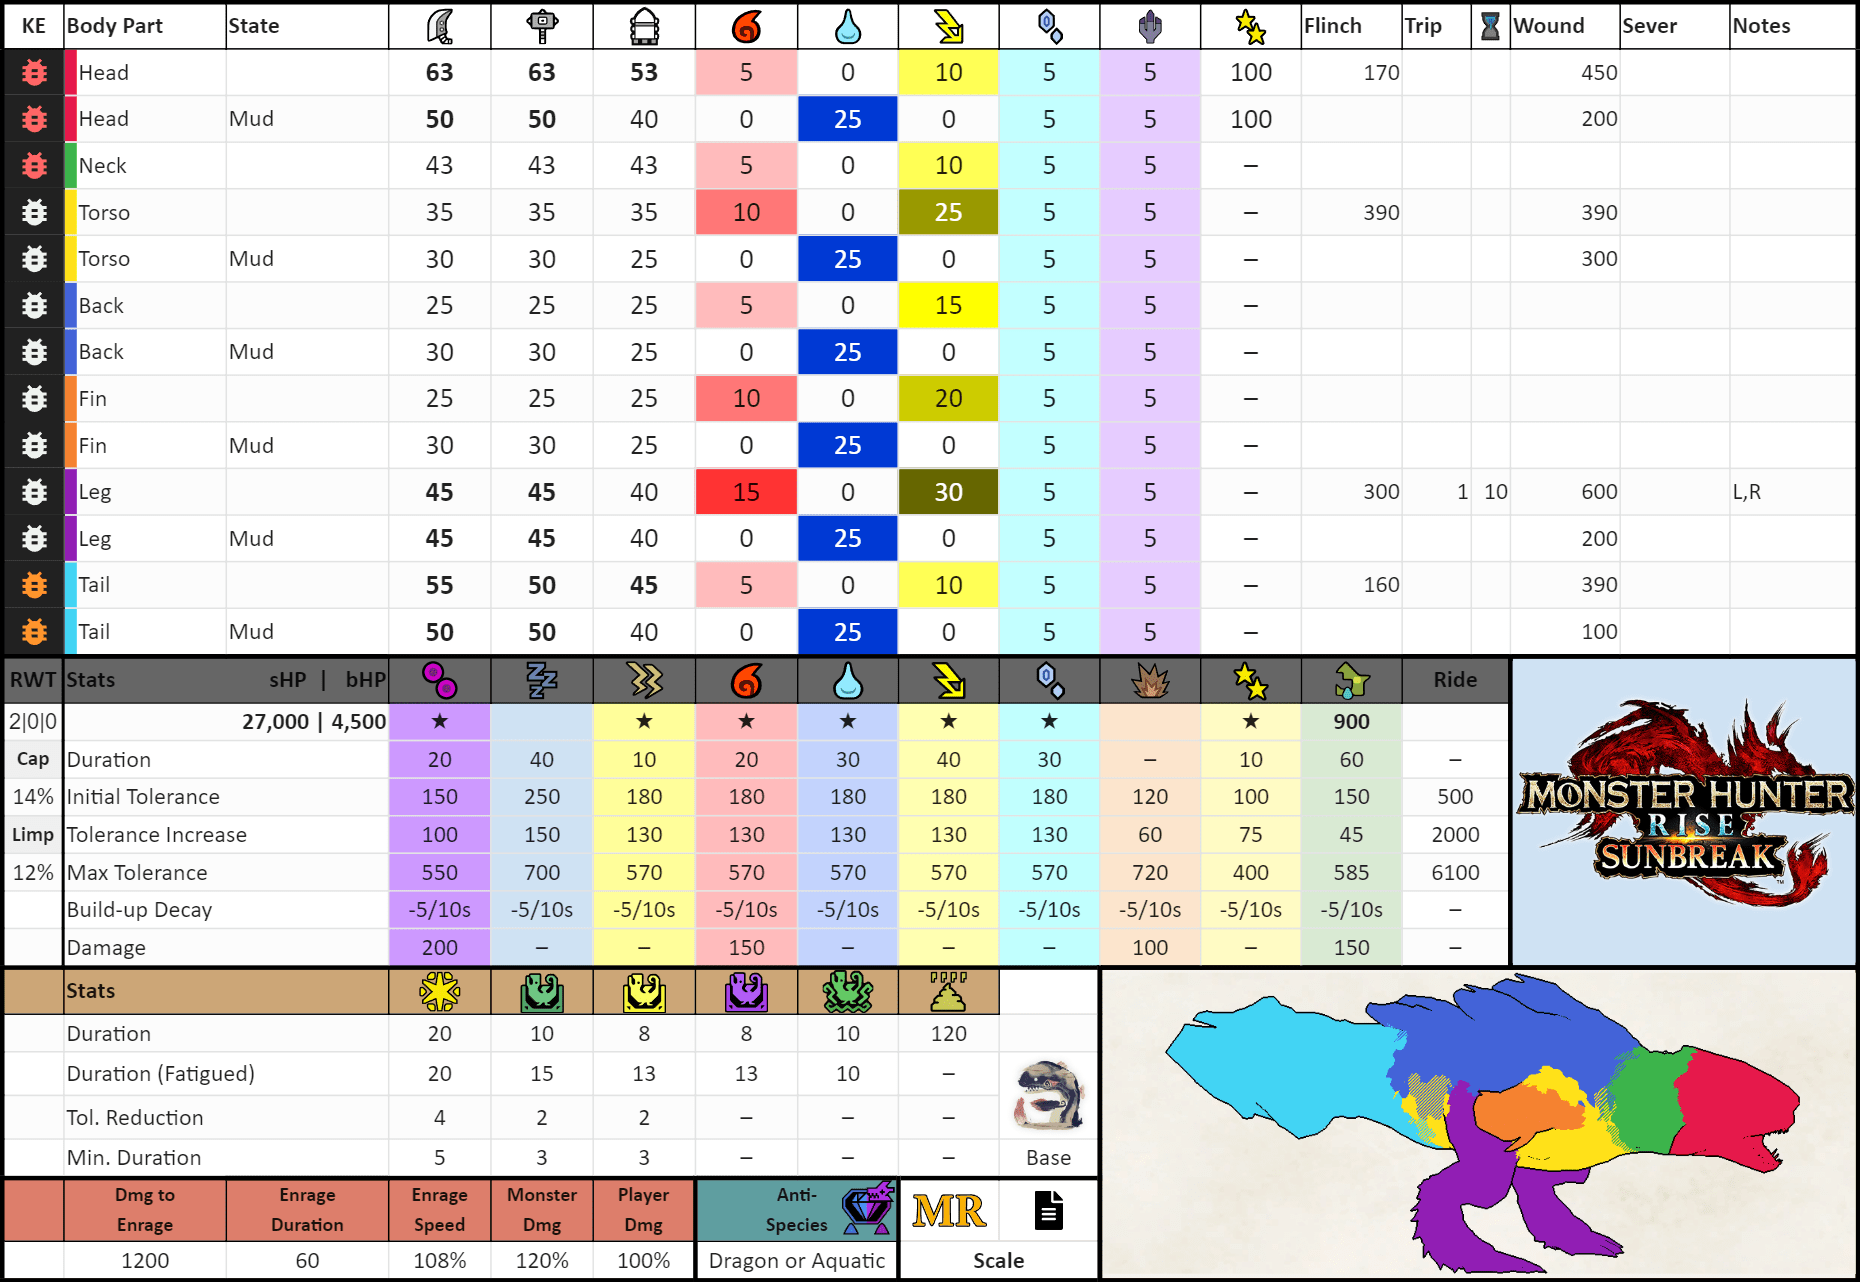 KE Body Part State Flinch Trip Wound Sever Notes
Head 63 63 53 5 0 10 5 5 100 170 450
Head Mud 50 50 40 0 25 0 5 5 100 200
Neck 43 43 43 5 0 10 5 5 –
Torso 35 35 35 10 0 25 5 5 – 390 390
Torso Mud 30 30 25 0 25 0 5 5 – 300
Back 25 25 25 5 0 15 5 5 –
Back Mud 30 30 25 0 25 0 5 5 –
Fin 25 25 25 10 0 20 5 5 –
Fin Mud 30 30 25 0 25 0 5 5 –
Leg 45 45 40 15 0 30 5 5 – 300 1 10 600 L,R
Leg Mud 45 45 40 0 25 0 5 5 – 200
Tail 55 50 45 5 0 10 5 5 – 160 390
Tail Mud 50 50 40 0 25 0 5 5 – 100
RWT Stats sHP | bHP Ride
2|0|0 27,000 | 4,500 ★ ★ ★ ★ ★ ★ ★ 900
Cap Duration 20 40 10 20 30 40 30 – 10 60 –
14% Initial Tolerance 150 250 180 180 180 180 180 120 100 150 500
Limp Tolerance Increase 100 150 130 130 130 130 130 60 75 45 2000
12% Max Tolerance 550 700 570 570 570 570 570 720 400 585 6100
Build-up Decay -5/10s -5/10s -5/10s -5/10s -5/10s -5/10s -5/10s -5/10s -5/10s -5/10s –
Damage 200 – – 150 – – – 100 – 150 –
MONSTER HUNTER
RISE
SUNBREAK
TM
Stats
Duration 20 10 8 8 10 120
Duration (Fatigued) 20 15 13 13 10 –
Tol. Reduction 4 2 2 – – –
Min. Duration 5 3 3 – – – Base
Dmg to Enrage Enrage Monster Player Anti-
Enrage Duration Speed Dmg Dmg Species MR
1200 60 108% 120% 100% Dragon or Aquatic Scale